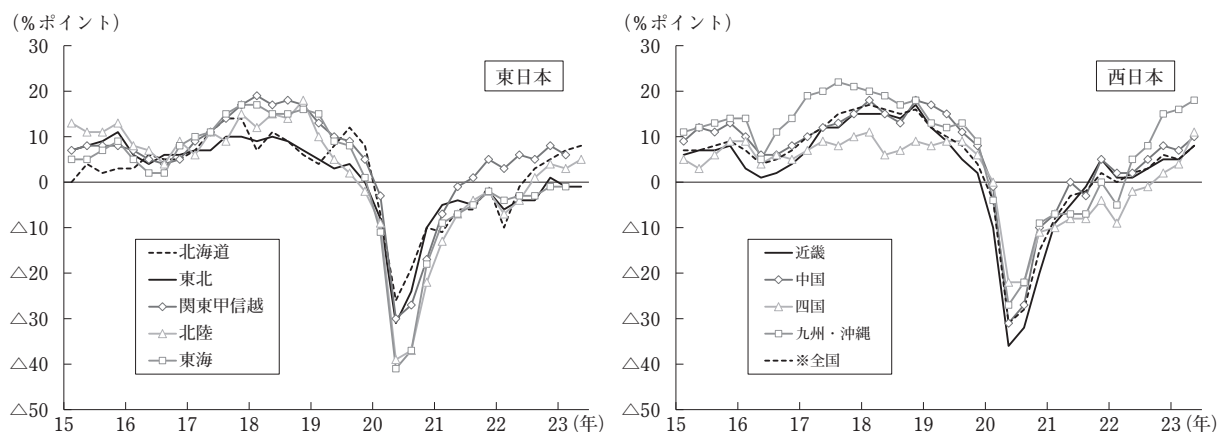 (％ポイント)
30
20
10
0
△10
△20
△30
△40
△50
15 16 17 18 19 20 21 22 23 (年)
東日本
北海道
東北
関東甲信越
北陸
東海
(％ポイント)
30
20
10
0
△10
△20
△30
△40
△50
15 16 17 18 19 20 21 22 23 (年)
西日本
近畿
中国
四国
九州・沖縄
※全国